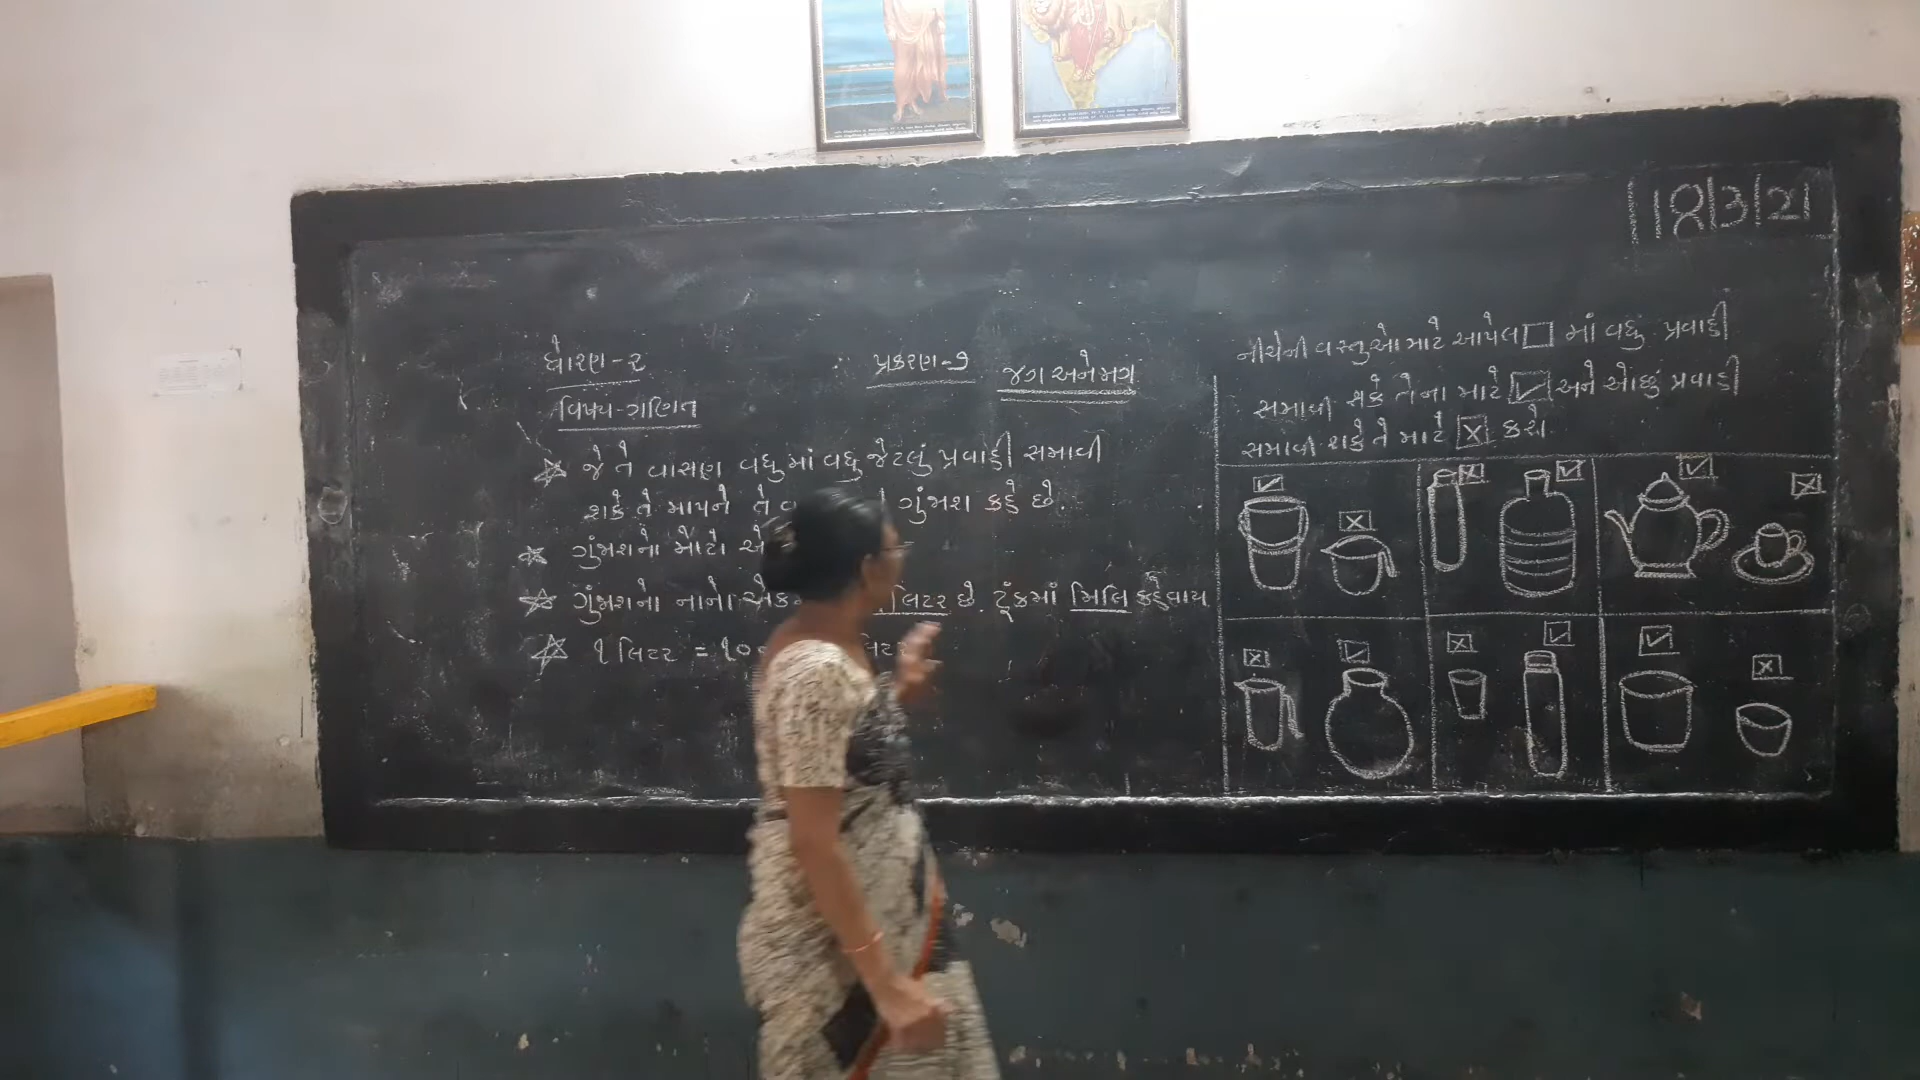 ૧૭|૩|૨૧
ધોરણ-૨
પ્રકરણ-૭ જગ અને મગ
વિષય-ગણિત
જે તે વાસણ વધુમાં વધુ જેટલું પ્રવાહી સમાવી
શકે તે માપને તે ગુંજાશ કહે છે.
ગુંજાશનો મોટો
ગુંજાશનો નાનો એકમ લિટર છે. ટૂંકમાં મિલિ કહેવાય
૧ લિટર =
નીચેની વસ્તુઓ માટે આપેલ □ માં વધુ પ્રવાહી
સમાવી શકે તેના માટે ☑ અને ઓછું પ્રવાહી
સમાવી શકે તે માટે ☒ કરો.